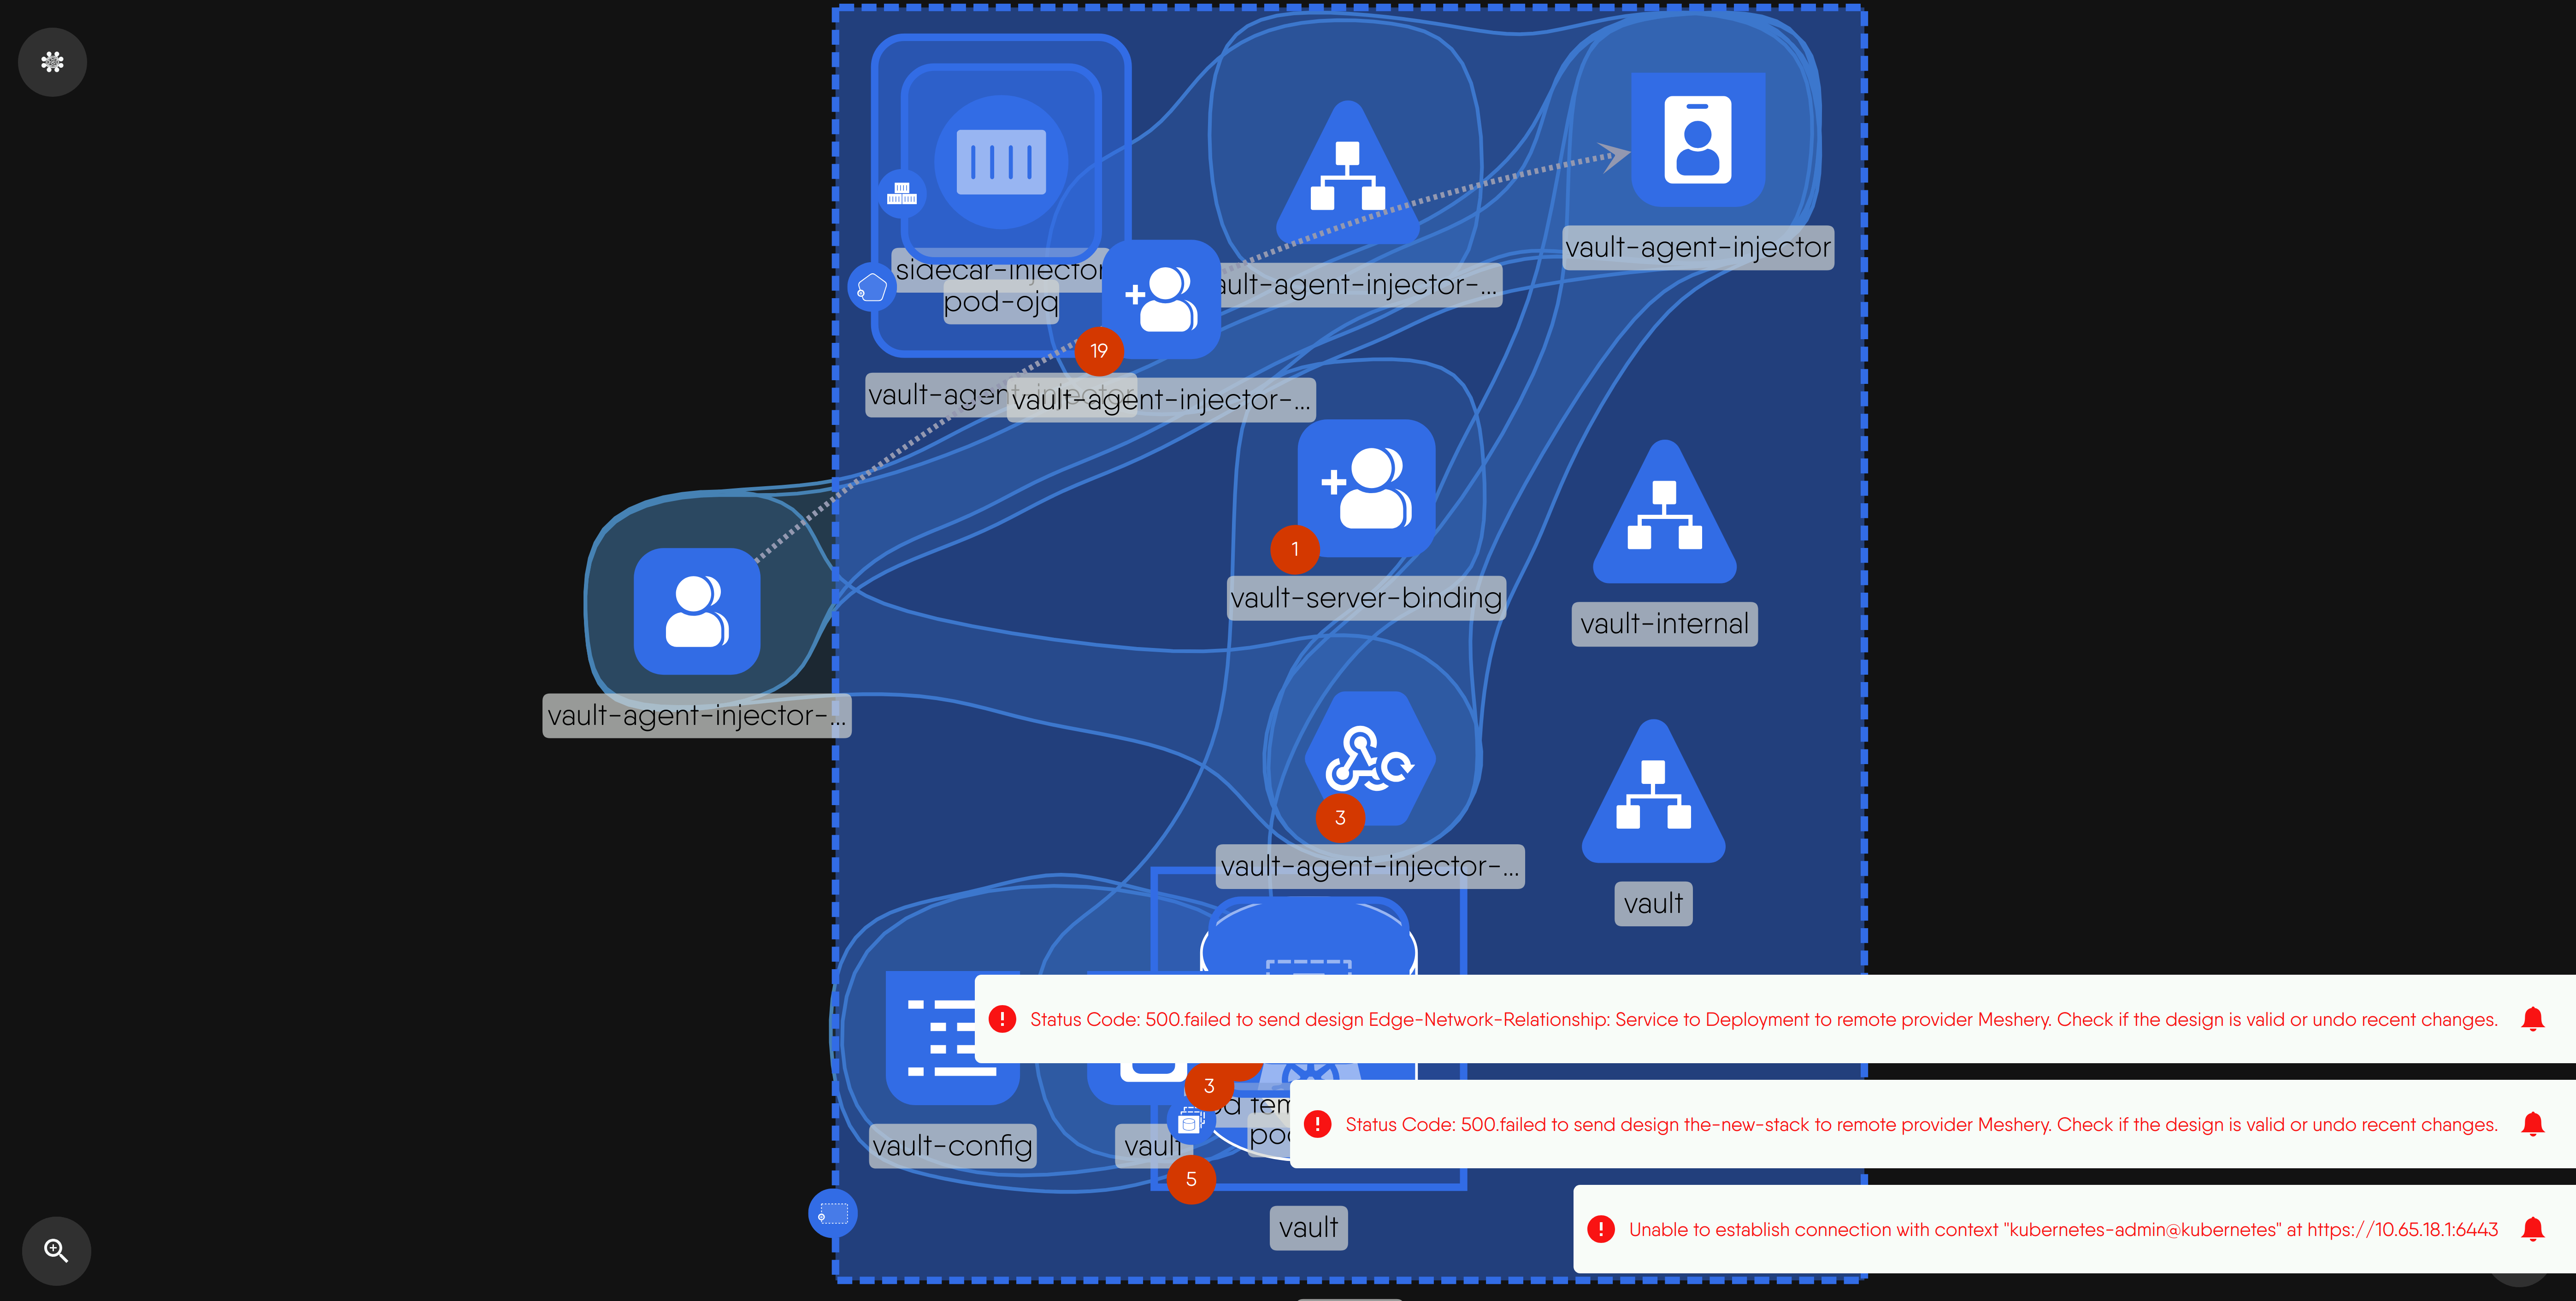 sidecar-injector
pod-ojq
vault-agent-injector-...
vault-agent-injector
19
vault-agent-injector
vault-agent-injector-...
1
vault-server-binding
vault-internal
vault-agent-injector-...
3
vault-agent-injector-...
vault
Status Code: 500.failed to send design Edge-Network-Relationship: Service to Deployment to remote provider Meshery. Check if the design is valid or undo recent changes.
3
Status Code: 500.failed to send design the-new-stack to remote provider Meshery. Check if the design is valid or undo recent changes.
vault-config
vault
5
vault
Unable to establish connection with context "kubernetes-admin@kubernetes" at https://10.65.18.1:6443